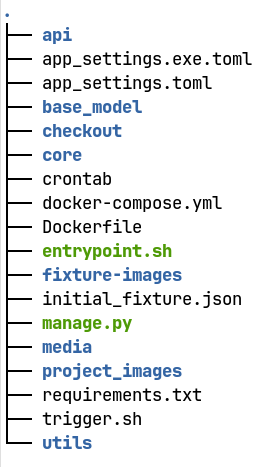 .
├── api
├── app_settings.exe.toml
├── app_settings.toml
├── base_model
├── checkout
├── core
├── crontab
├── docker-compose.yml
├── Dockerfile
├── entrypoint.sh
├── fixture-images
├── initial_fixture.json
├── manage.py
├── media
├── project_images
├── requirements.txt
├── trigger.sh
└── utils